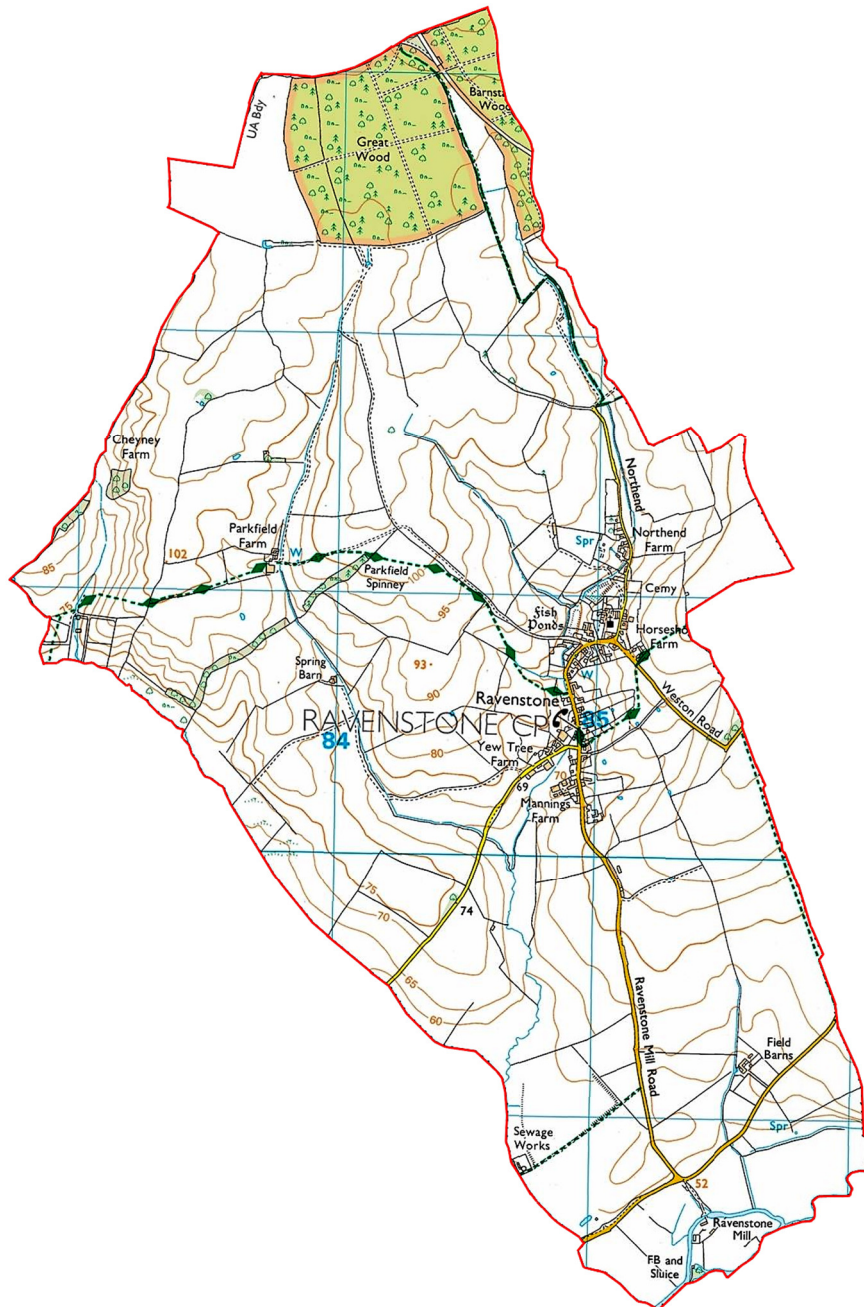 UA Bdy
Barnsta
Wood
Great
Wood
Cheyney
Farm
Northend
Parkfield
Farm
102
W
Spr
Northend
Farm
85
Parkfield
Spinney
100
Cemy
75
95
Fish
Ponds
Horsesho
Farm
Spring
Barn
93
W
90
Weston Road
Ravenstone
RAVENSTONE CP
85
84
80
Yew Tree
Farm
69
70
Mannings
Farm
75
70
74
65
60
Ravenstone Mill Road
Field
Barns
Sewage
Works
Spr
52
Ravenstone
Mill
FB and
Sluice